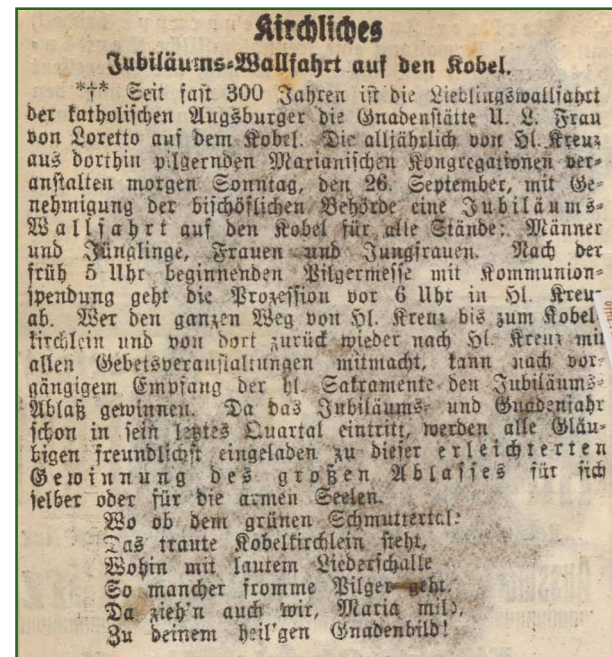 Kirchliches
Jubiläums-Wallfahrt auf den Kobel.
*†* Seit fast 300 Jahren ist die Lieblingswallfahrt
der katholischen Augsburger die Gnadenstätte U. L. Frau
von Loretto auf dem Kobel. Die alljährlich von Hl. Kreuz
aus dorthin pilgernden Marianischen Kongregationen ver-
anstalten morgen Sonntag, den 26. September, mit Ge-
nehmigung der bischöflichen Behörde eine Jubiläums-
Wallfahrt auf den Kobel für alle Stände: Männer
und Jünglinge, Frauen und Jungfrauen. Nach der
früh 5 Uhr beginnenden Pilgermesse mit Kommunion-
spendung geht die Prozession vor 6 Uhr in Hl. Kreuz
ab. Wer den ganzen Weg von Hl. Kreuz bis zum Kobel-
kirchlein und von dort zurück wieder nach Hl. Kreuz mit
allen Gebetsveranstaltungen mitmacht, kann nach vor-
gängigem Empfang der hl. Sakramente den Jubiläums-
Ablaß gewinnen. Da das Jubiläums- und Gnadenjahr
schon in sein letztes Quartal eintritt, werden alle Gläu-
bigen freundlichst eingeladen zu dieser erleichterten
Gewinnung des großen Ablasses für sich
selber oder für die armen Seelen.
Wo ob dem grünen Schmuttertal:
Das traute Kobelkirchlein steht,
Wohin mit lautem Liederschalle
So mancher fromme Pilger geht.
Da zieh'n auch wir, Maria mild,
Zu deinem heil'gen Gnadenbild!